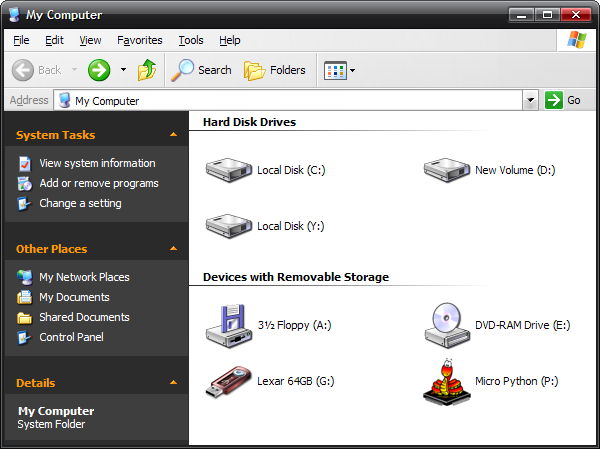 My Computer
File Edit View Favorites Tools Help
Back Search Folders
Address My Computer Go
System Tasks
View system information
Add or remove programs
Change a setting
Other Places
My Network Places
My Documents
Shared Documents
Control Panel
Details
My Computer
System Folder
Hard Disk Drives
Local Disk (C:) New Volume (D:)
Local Disk (Y:)
Devices with Removable Storage
3½ Floppy (A:) DVD-RAM Drive (E:)
Lexar 64GB (G:) Micro Python (P:)